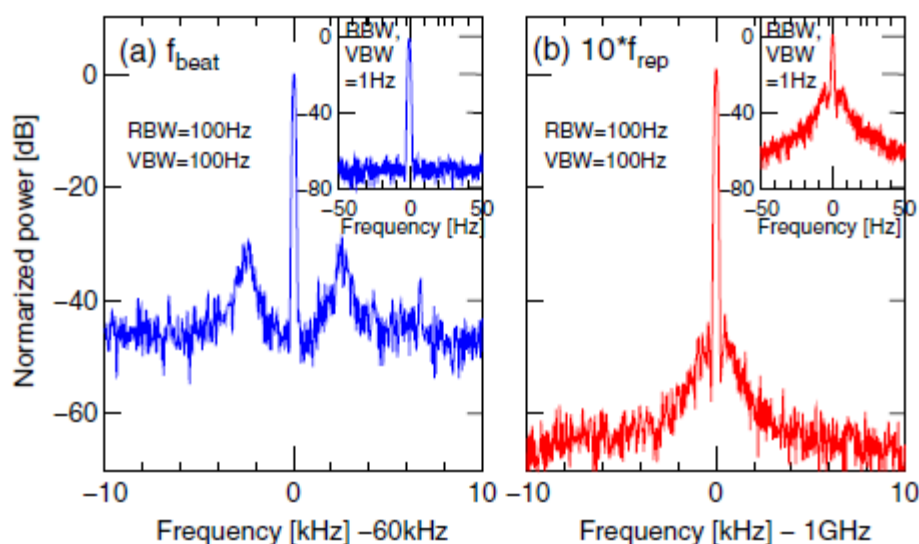 (a) f_beat
RBW,
VBW
=1Hz
0
−40
−80
−50 0 50
Frequency [Hz]
RBW=100Hz
VBW=100Hz
0
−20
−40
−60
−10 0 10
Frequency [kHz] −60kHz
Normarized power [dB]
(b) 10*f_rep
RBW,
VBW
=1Hz
0
−40
−80
−50 0 50
Frequency [Hz]
RBW=100Hz
VBW=100Hz
−10 0 10
Frequency [kHz] − 1GHz